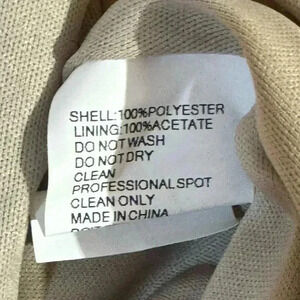 SHELL:100%POLYESTER
LINING:100%ACETATE
DO NOT WASH
DO NOT DRY
CLEAN
PROFESSIONAL SPOT
CLEAN ONLY
MADE IN CHINA